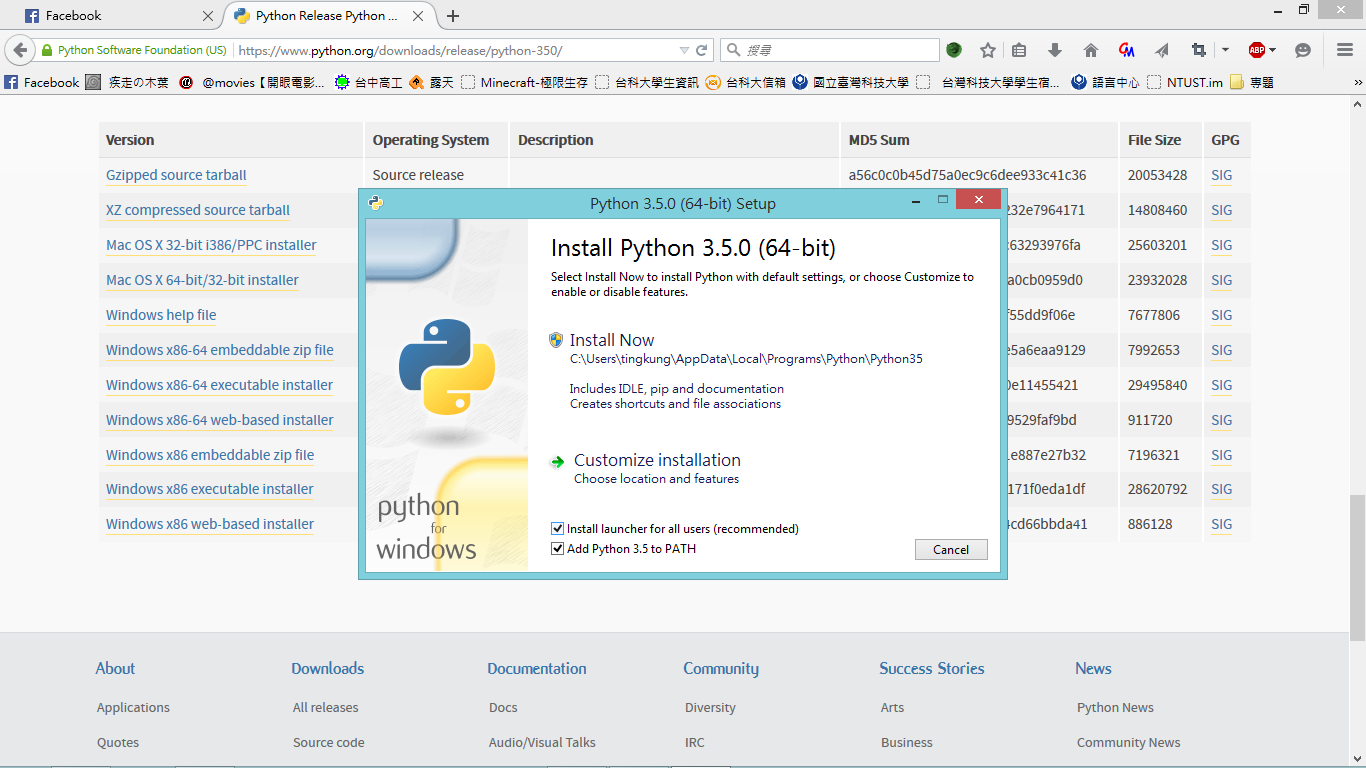 Facebook
Python Release Python ...
Python Software Foundation (US)
https://www.python.org/downloads/release/python-350/
搜尋
ABP
Facebook
疾走の木葉
@movies【開眼電影...
台中高工
露天
Minecraft-極限生存
台科大學生資訊
台科大信箱
國立臺灣科技大學
台灣科技大學學生宿...
語言中心
NTUST.im
專題
Version Operating System Description MD5 Sum File Size GPG
Gzipped source tarball Source release a56c0c0b45d75a0ec9c6dee933c41c36 20053428 SIG
XZ compressed source tarball 232e7964171 14808460 SIG
Mac OS X 32-bit i386/PPC installer 63293976fa 25603201 SIG
Mac OS X 64-bit/32-bit installer a0cb0959d0 23932028 SIG
Windows help file f55dd9f06e 7677806 SIG
Windows x86-64 embeddable zip file e5a6eaa9129 7992653 SIG
Windows x86-64 executable installer 0e11455421 29495840 SIG
Windows x86-64 web-based installer 9529faf9bd 911720 SIG
Windows x86 embeddable zip file 1e887e27b32 7196321 SIG
Windows x86 executable installer 171f0eda1df 28620792 SIG
Windows x86 web-based installer 4cd66bbda41 886128 SIG
Python 3.5.0 (64-bit) Setup
Install Python 3.5.0 (64-bit)
Select Install Now to install Python with default settings, or choose Customize to
enable or disable features.
Install Now
C:\Users\tingkung\AppData\Local\Programs\Python\Python35
Includes IDLE, pip and documentation
Creates shortcuts and file associations
Customize installation
Choose location and features
python
for
windows
Install launcher for all users (recommended)
Add Python 3.5 to PATH
Cancel
About Downloads Documentation Community Success Stories News
Applications All releases Docs Diversity Arts Python News
Quotes Source code Audio/Visual Talks IRC Business Community News